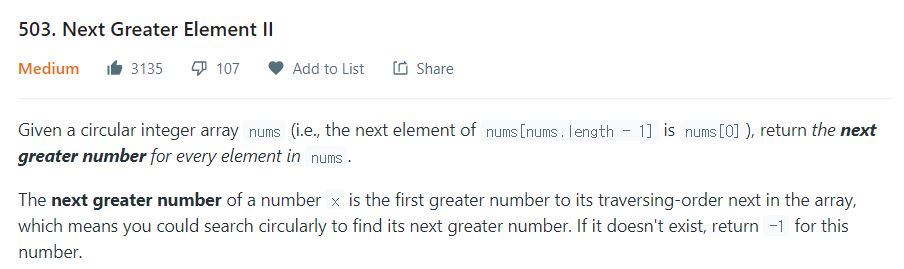 503. Next Greater Element II
Medium 3135 107 Add to List Share
Given a circular integer array nums (i.e., the next element of nums[nums.length - 1] is nums[0] ), return the next
greater number for every element in nums .
The next greater number of a number x is the first greater number to its traversing-order next in the array,
which means you could search circularly to find its next greater number. If it doesn't exist, return -1 for this
number.